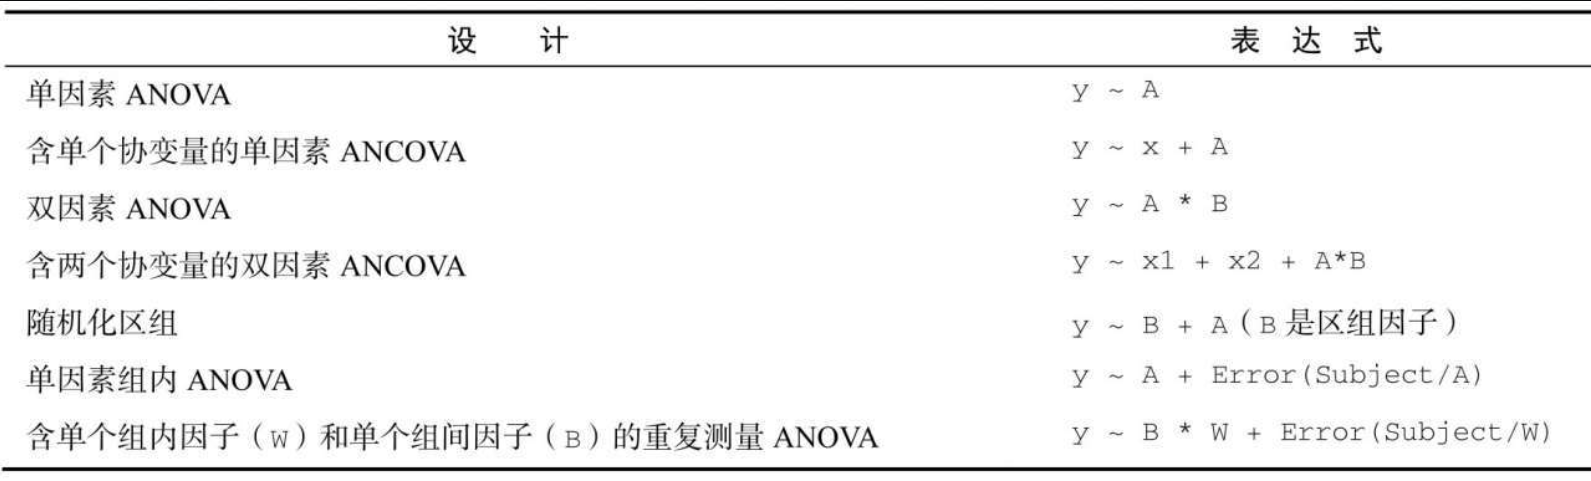 设 计 表 达 式
单因素 ANOVA y ~ A
含单个协变量的单因素 ANCOVA y ~ x + A
双因素 ANOVA y ~ A * B
含两个协变量的双因素 ANCOVA y ~ x1 + x2 + A*B
随机化区组 y ~ B + A（B 是区组因子）
单因素组内 ANOVA y ~ A + Error(Subject/A)
含单个组内因子（W）和单个组间因子（B）的重复测量 ANOVA y ~ B * W + Error(Subject/W)